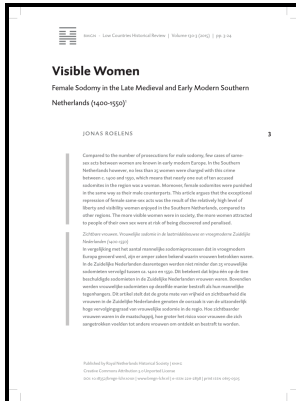 bmgn - Low Countries Historical Review | Volume 130-3 (2015) | pp. 3-24
Visible Women
Female Sodomy in the Late Medieval and Early Modern Southern
Netherlands (1400-1550)¹
JONAS ROELENS
3
Compared to the number of prosecutions for male sodomy, few cases of same-
sex acts between women are known in early modern Europe. In the Southern
Netherlands however, no less than 25 women were charged with this crime
between c. 1400 and 1550, which means that nearly one out of ten accused
sodomites in the region was a woman. Moreover, female sodomites were punished
in the same way as their male counterparts. This article argues that the exceptional
repression of female same-sex acts was the result of the relatively high level of
liberty and visibility women enjoyed in the Southern Netherlands, compared to
other regions. The more visible women were in society, the more women attracted
to people of their own sex were at risk of being discovered and penalised.
Zichtbare vrouwen. Vrouwelijke sodomie in de laatmiddeleeuwse en vroegmoderne Zuidelijke
Nederlanden (1400-1550)
In vergelijking met het aantal mannelijke sodomieprocessen dat in vroegmodern
Europa gevoerd werd, zijn er amper zaken bekend waarin vrouwen betrokken waren.
In de Zuidelijke Nederlanden daarentegen werden niet minder dan 25 vrouwelijke
sodomieten vervolgd tussen ca. 1400 en 1550. Dit betekent dat bijna één op de tien
beschuldigde sodomieten in de Zuidelijke Nederlanden vrouwen waren. Bovendien
werden vrouwelijke sodomieten op dezelfde manier bestraft als hun mannelijke
tegenhangers. Dit artikel stelt dat de grote mate van vrijheid en zichtbaarheid die
vrouwen in de Zuidelijke Nederlanden genoten de oorzaak is van de uitzonderlijk
hoge vervolgingsgraad van vrouwelijke sodomie in de regio. Hoe zichtbaarder
vrouwen waren in de maatschappij, hoe groter het risico voor vrouwen die zich
aangetrokken voelden tot andere vrouwen om ontdekt en bestraft te worden.
Published by Royal Netherlands Historical Society | KNHG
Creative Commons Attribution 3.0 Unported License